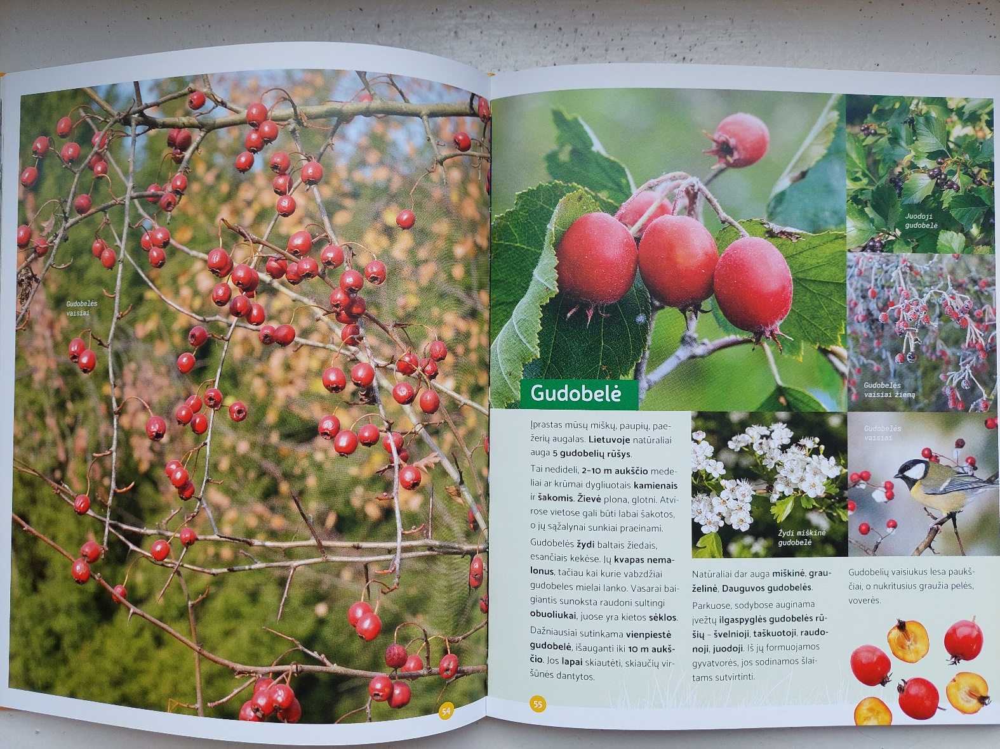 Gudobelės
vaisiai
54
Juodoji
gudobelė
Gudobelės
vaisiai žiemą
Gudobelė
Įprastas mūsų miškų, paupių, pae-
žerių augalas. Lietuvoje natūraliai
auga 5 gudobelių rūšys.
Tai nedideli, 2–10 m aukščio mede-
liai ar krūmai dygliuotais kamienais
ir šakomis. Žievė plona, glotni. Atvi-
rose vietose gali būti labai šakotos,
o jų sąžalynai sunkiai praeinami.
Gudobelės žydi baltais žiedais,
esančiais kekėse. Jų kvapas nema-
lonus, tačiau kai kurie vabzdžiai
gudobeles mielai lanko. Vasarai bai-
giantis sunoksta raudoni sultingi
obuoliukai, juose yra kietos sėklos.
Dažniausiai sutinkama vienpiestė
gudobelė, išauganti iki 10 m aukš-
čio. Jos lapai skiautėti, skiaučių vir-
šūnės dantytos.
Žydi miškinė
gudobelė
Natūraliai dar auga miškinė, grau-
želinė, Dauguvos gudobelės.
Parkuose, sodybose auginama
įvežtų ilgaspyglės gudobelės rū-
šių – švelnioji, taškuotoji, raudo-
noji, juodoji. Iš jų formuojamos
gyvatvorės, jos sodinamos šlai-
tams sutvirtinti.
Gudobelės
vaisiai
Gudobelių vaisiukus lesa paukš-
čiai, o nukritusius graužia pelės,
voverės.
55